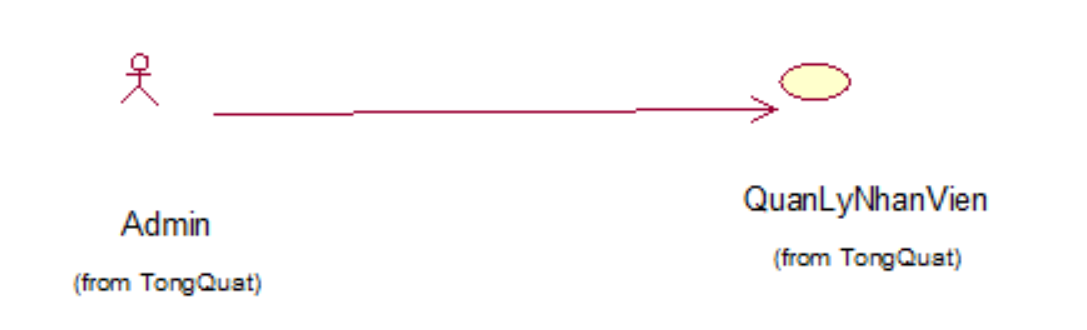 QuanLyNhanVien
Admin
(from TongQuat)
(from TongQuat)